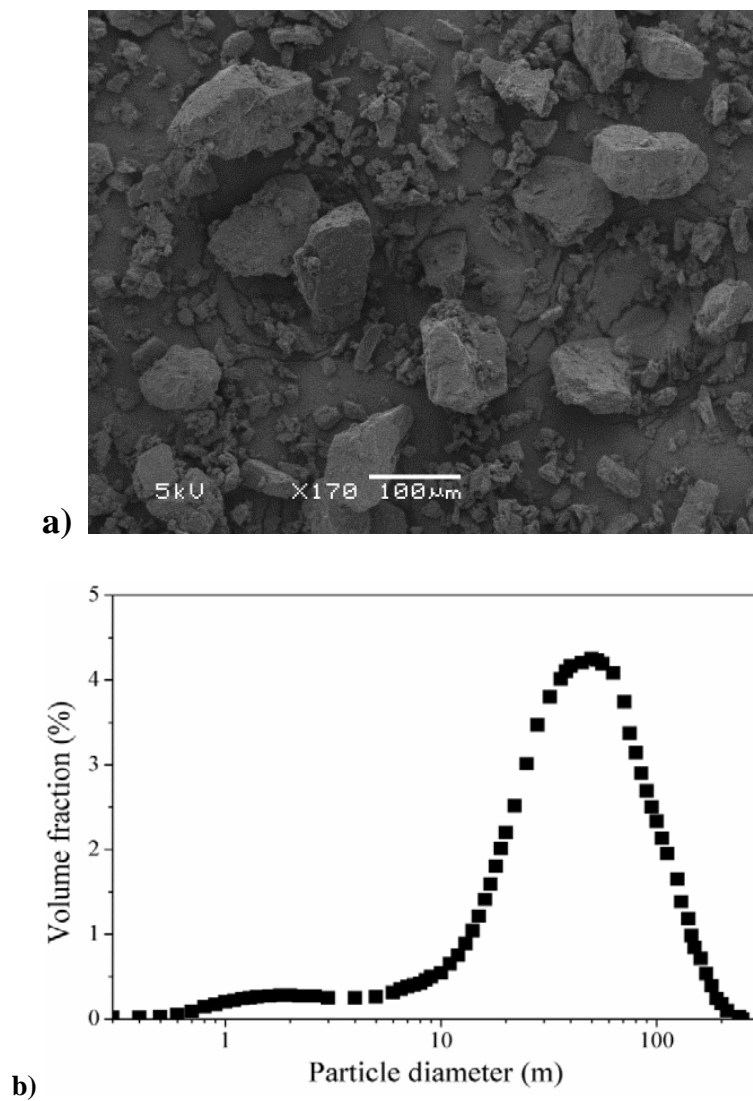 5kV X170 100μm
a)
5
4
3
2
1
0
Volume fraction (%)
1 10 100
Particle diameter (m)
b)